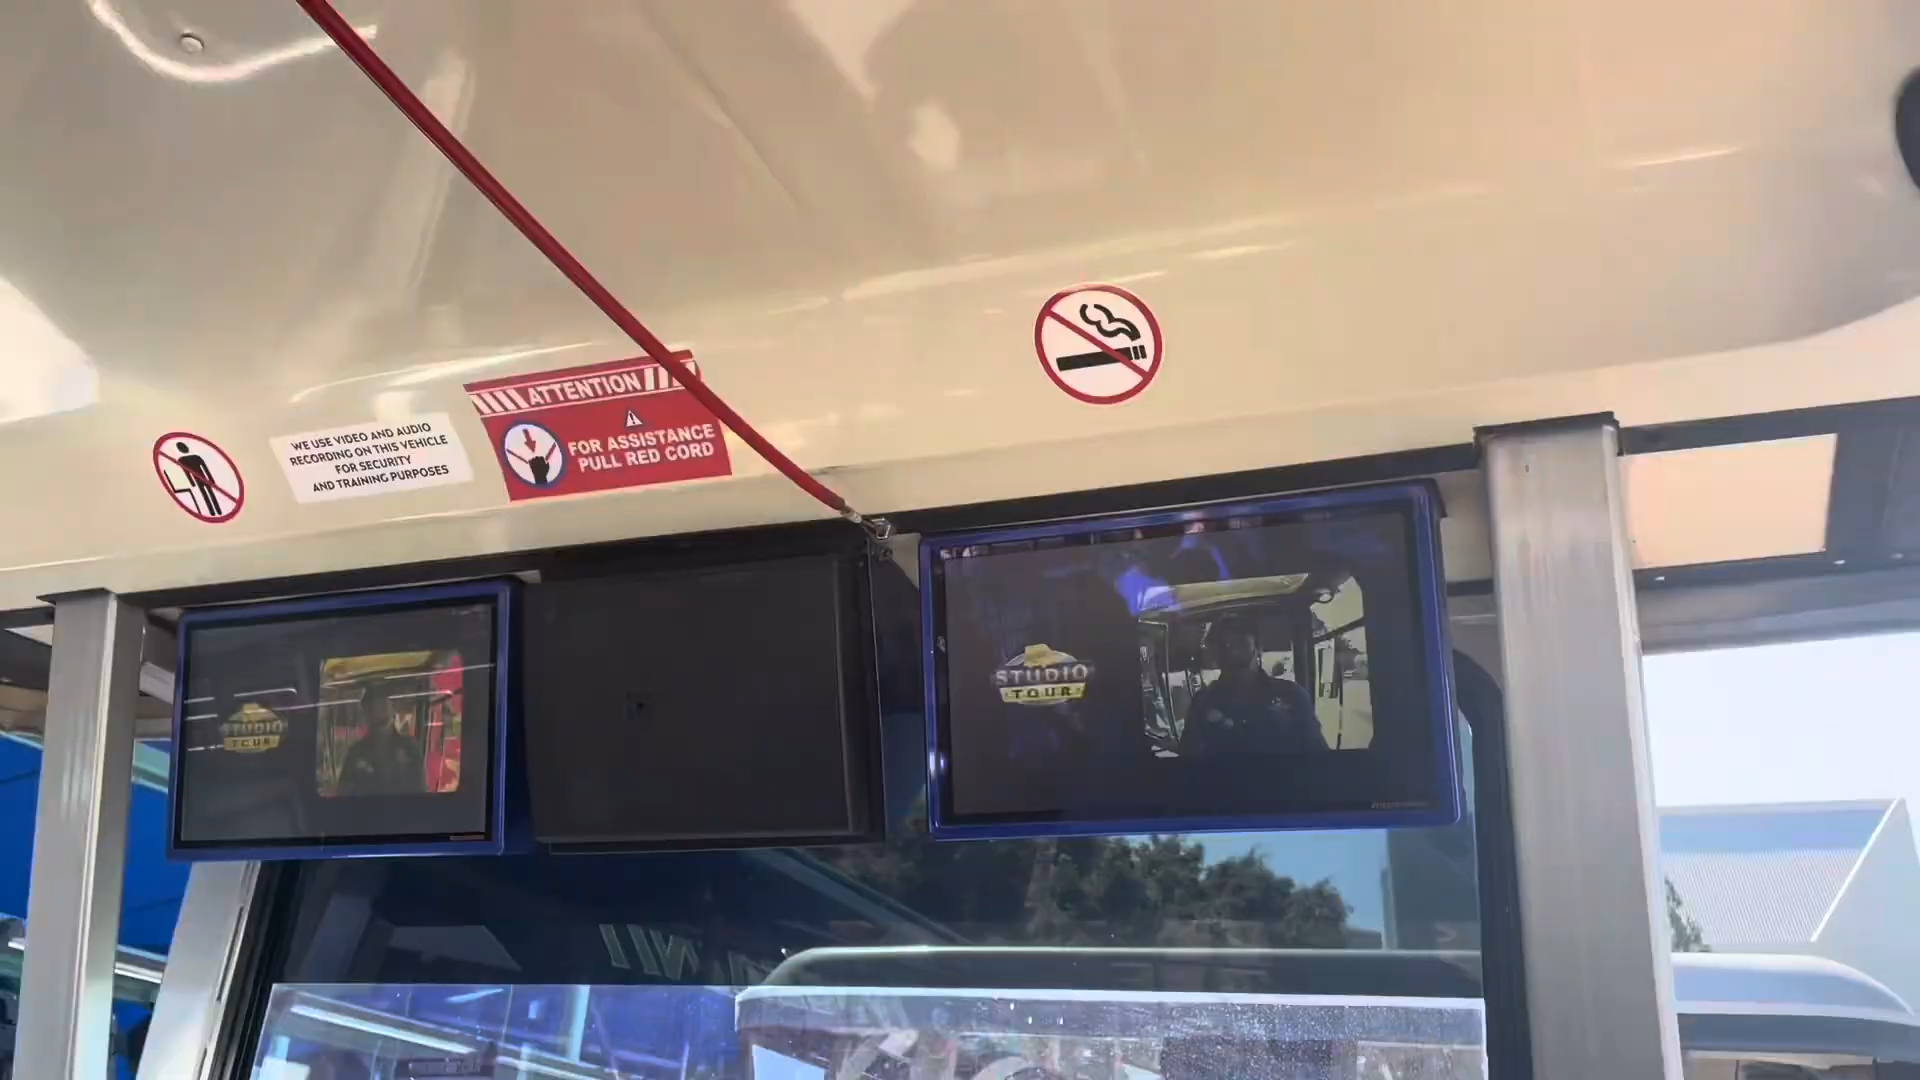 WE USE VIDEO AND AUDIO
RECORDING ON THIS VEHICLE
FOR SECURITY
AND TRAINING PURPOSES
ATTENTION
FOR ASSISTANCE
PULL RED CORD
STUDIO
TOUR
STUDIO
TOUR